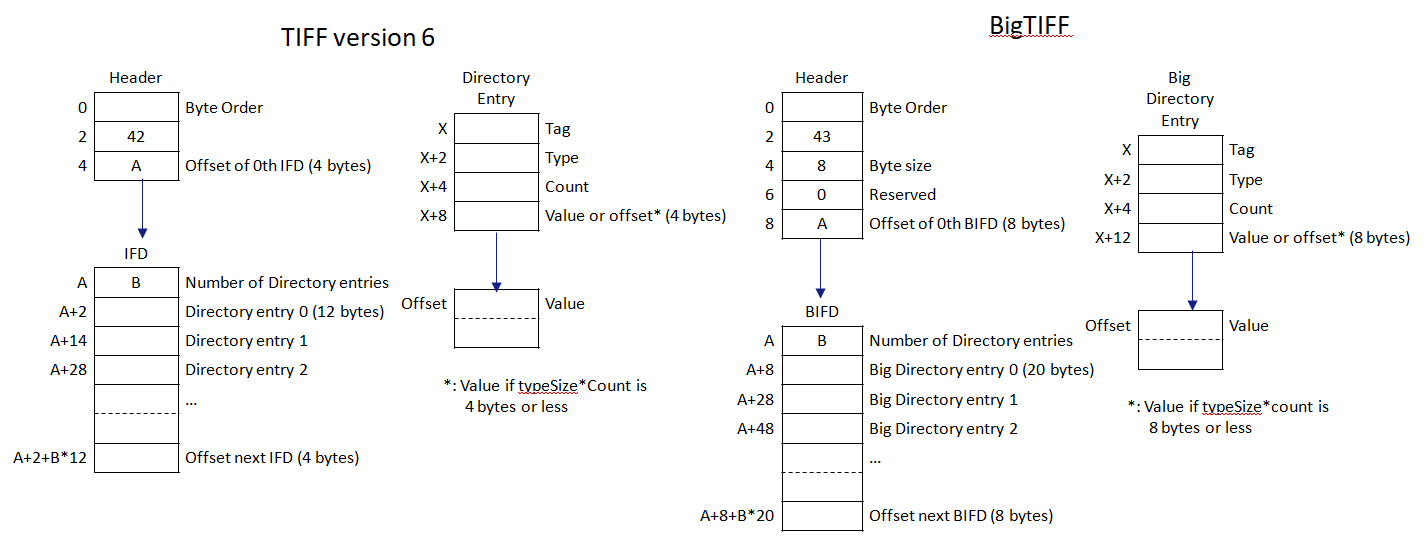 TIFF version 6
Header
0 Byte Order
2 42
4 A Offset of 0th IFD (4 bytes)
IFD
A B Number of Directory entries
A+2 Directory entry 0 (12 bytes)
A+14 Directory entry 1
A+28 Directory entry 2
...
A+2+B*12 Offset next IFD (4 bytes)
Directory
Entry
X Tag
X+2 Type
X+4 Count
X+8 Value or offset* (4 bytes)
Offset Value
*: Value if typeSize*Count is
4 bytes or less
BigTIFF
Header
0 Byte Order
2 43
4 8 Byte size
6 0 Reserved
8 A Offset of 0th BIFD (8 bytes)
BIFD
A B Number of Directory entries
A+8 Big Directory entry 0 (20 bytes)
A+28 Big Directory entry 1
A+48 Big Directory entry 2
...
A+8+B*20 Offset next BIFD (8 bytes)
Big
Directory
Entry
X Tag
X+2 Type
X+4 Count
X+12 Value or offset* (8 bytes)
Offset Value
*: Value if typeSize*count is
8 bytes or less